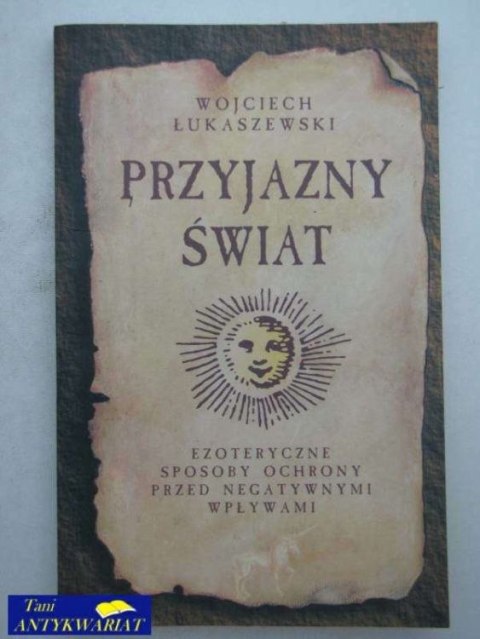 WOJCIECH
ŁUKASZEWSKI
PRZYJAZNY
ŚWIAT
EZOTERYCZNE
SPOSOBY OCHRONY
PRZED NEGATYWNYMI
WPŁYWAMI
Tani
ANTYKWARIAT